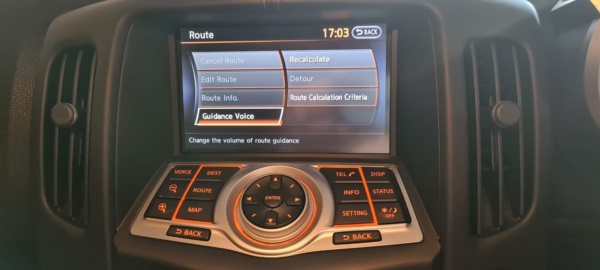 Route 17:03 BACK
Cancel Route Recalculate
Edit Route Detour
Route Info. Route Calculation Criteria
Guidance Voice
Change the volume of route guidance
VOICE DEST TEL DISP
ROUTE ENTER INFO STATUS
MAP SETTING OFF
BACK BACK